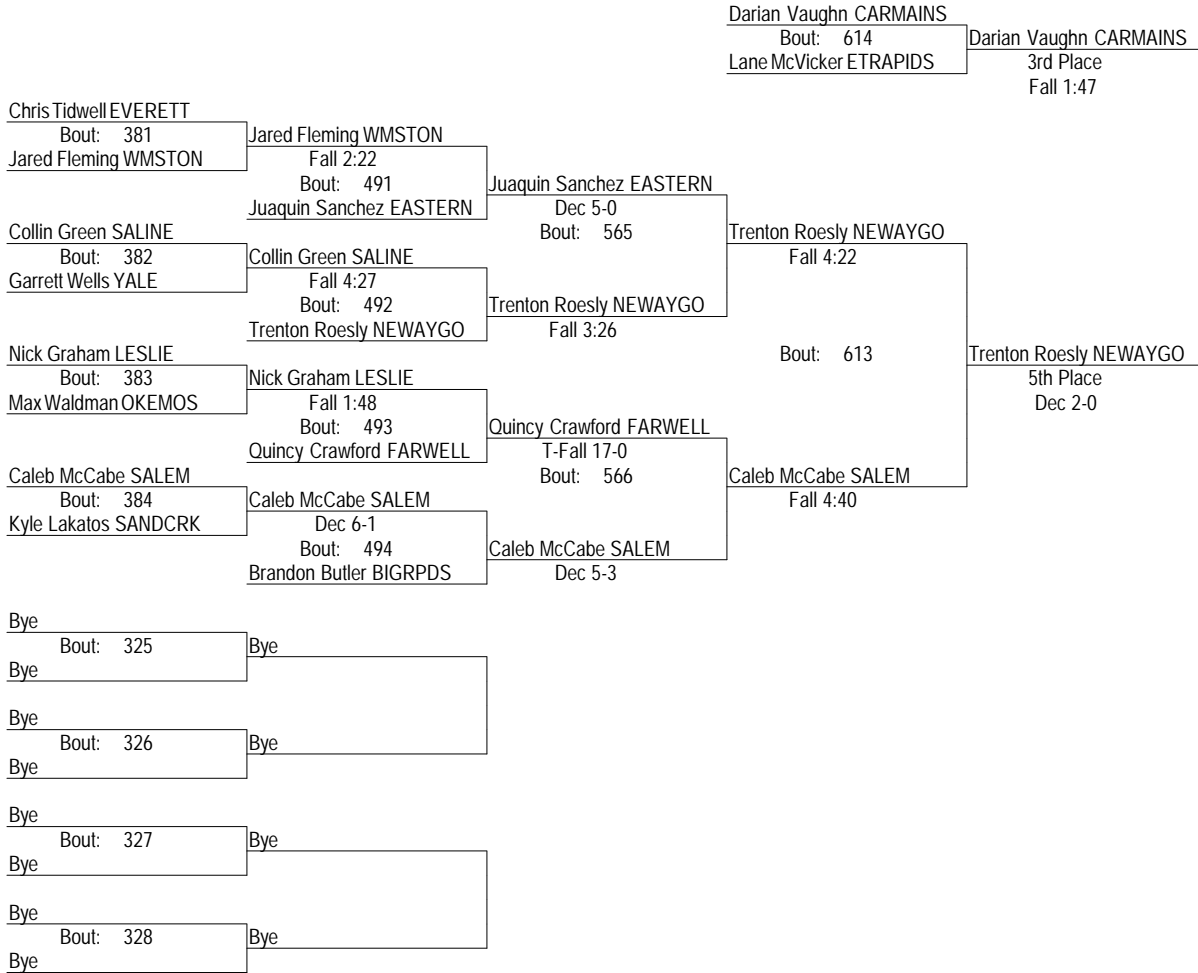 Darian Vaughn CARMAINS
Bout: 614
Darian Vaughn CARMAINS
Lane McVicker ETRAPIDS
3rd Place
Fall 1:47
Chris Tidwell EVERETT
Bout: 381
Jared Fleming WMSTON
Jared Fleming WMSTON
Fall 2:22
Bout: 491
Juaquin Sanchez EASTERN
Juaquin Sanchez EASTERN
Dec 5-0
Bout: 565
Collin Green SALINE
Bout: 382
Collin Green SALINE
Garrett Wells YALE
Fall 4:27
Bout: 492
Trenton Roesly NEWAYGO
Trenton Roesly NEWAYGO
Fall 3:26
Trenton Roesly NEWAYGO
Fall 4:22
Bout: 613
Trenton Roesly NEWAYGO
5th Place
Dec 2-0
Nick Graham LESLIE
Bout: 383
Nick Graham LESLIE
Max Waldman OKEMOS
Fall 1:48
Bout: 493
Quincy Crawford FARWELL
Quincy Crawford FARWELL
T-Fall 17-0
Bout: 566
Caleb McCabe SALEM
Fall 4:40
Caleb McCabe SALEM
Bout: 384
Caleb McCabe SALEM
Kyle Lakatos SANDCRK
Dec 6-1
Bout: 494
Caleb McCabe SALEM
Brandon Butler BIGRPDS
Dec 5-3
Bye
Bout: 325
Bye
Bye
Bye
Bout: 326
Bye
Bye
Bye
Bout: 327
Bye
Bye
Bye
Bout: 328
Bye
Bye